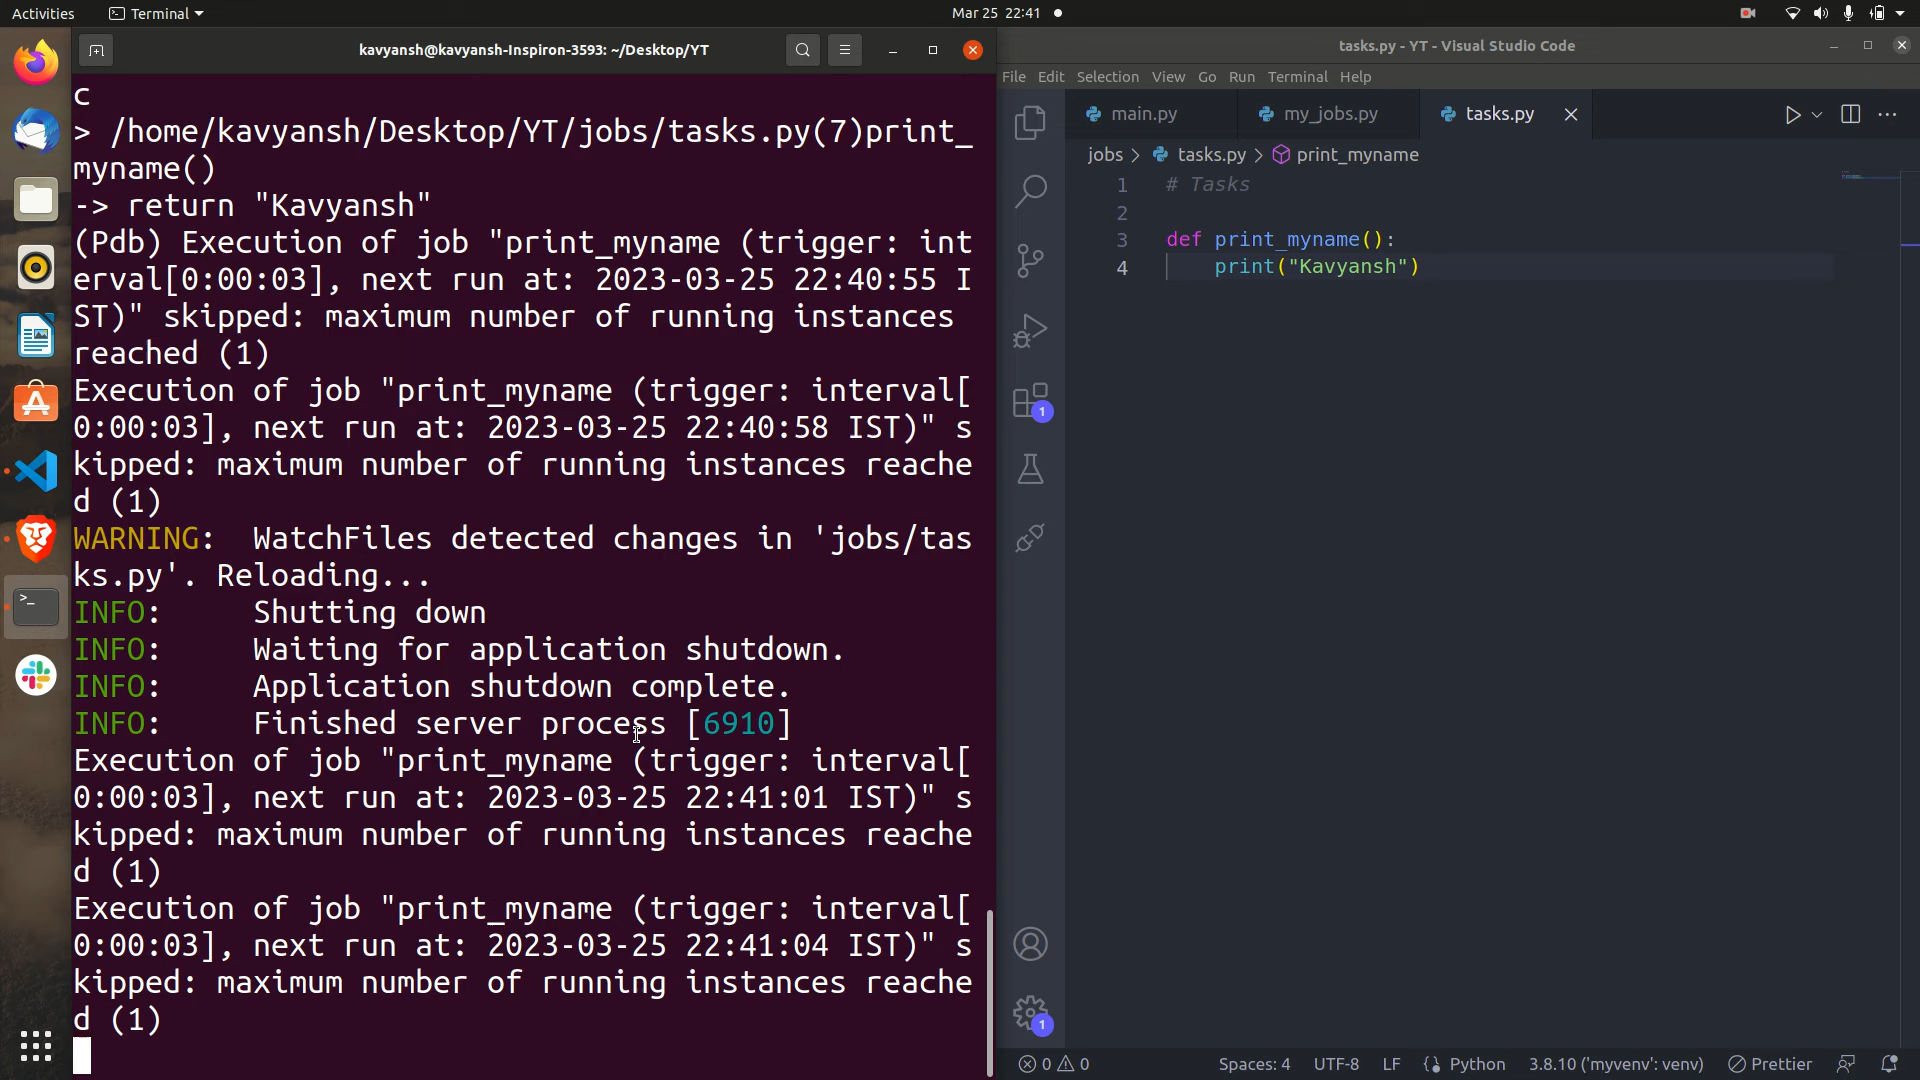 Activities
Terminal
Mar 25 22:41
kavyansh@kavyansh-Inspiron-3593: ~/Desktop/YT
c
> /home/kavyansh/Desktop/YT/jobs/tasks.py(7)print_
myname()
-> return "Kavyansh"
(Pdb) Execution of job "print_myname (trigger: int
erval[0:00:03], next run at: 2023-03-25 22:40:55 I
ST)" skipped: maximum number of running instances
reached (1)
Execution of job "print_myname (trigger: interval[
0:00:03], next run at: 2023-03-25 22:40:58 IST)" s
kipped: maximum number of running instances reache
d (1)
WARNING:  WatchFiles detected changes in 'jobs/tas
ks.py'. Reloading...
INFO:     Shutting down
INFO:     Waiting for application shutdown.
INFO:     Application shutdown complete.
INFO:     Finished server process [6910]
Execution of job "print_myname (trigger: interval[
0:00:03], next run at: 2023-03-25 22:41:01 IST)" s
kipped: maximum number of running instances reache
d (1)
Execution of job "print_myname (trigger: interval[
0:00:03], next run at: 2023-03-25 22:41:04 IST)" s
kipped: maximum number of running instances reache
d (1)
tasks.py - YT - Visual Studio Code
File Edit Selection View Go Run Terminal Help
main.py my_jobs.py tasks.py
jobs > tasks.py > print_myname
1 # Tasks
2
3 def print_myname():
4     print("Kavyansh")
1
1
0 0 Spaces: 4 UTF-8 LF Python 3.8.10 ('myvenv': venv) Prettier